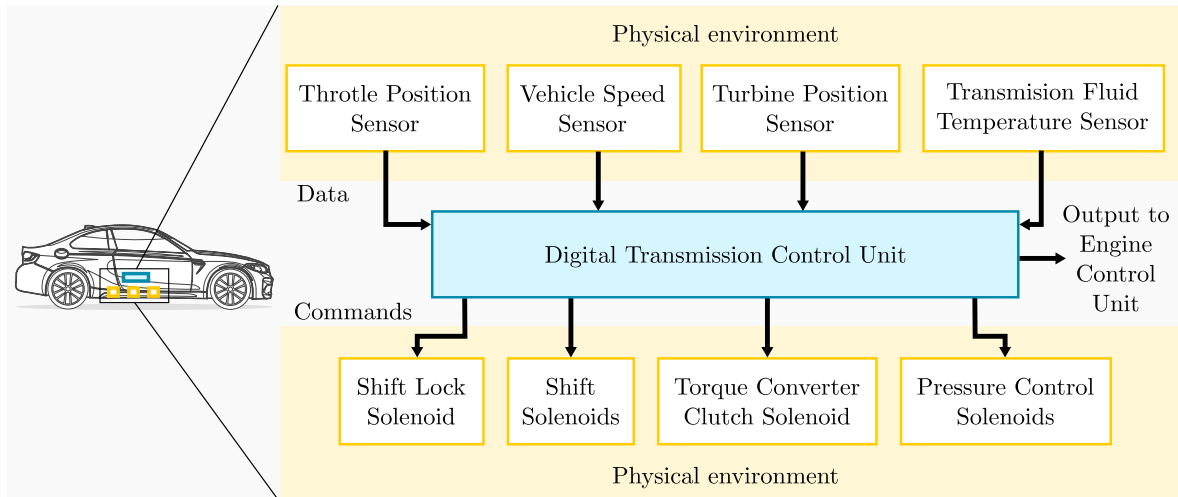 Physical environment
Throtle Position
Sensor
Vehicle Speed
Sensor
Turbine Position
Sensor
Transmision Fluid
Temperature Sensor
Data
Digital Transmission Control Unit
Output to
Engine
Control
Unit
Commands
Shift Lock
Solenoid
Shift
Solenoids
Torque Converter
Clutch Solenoid
Pressure Control
Solenoids
Physical environment